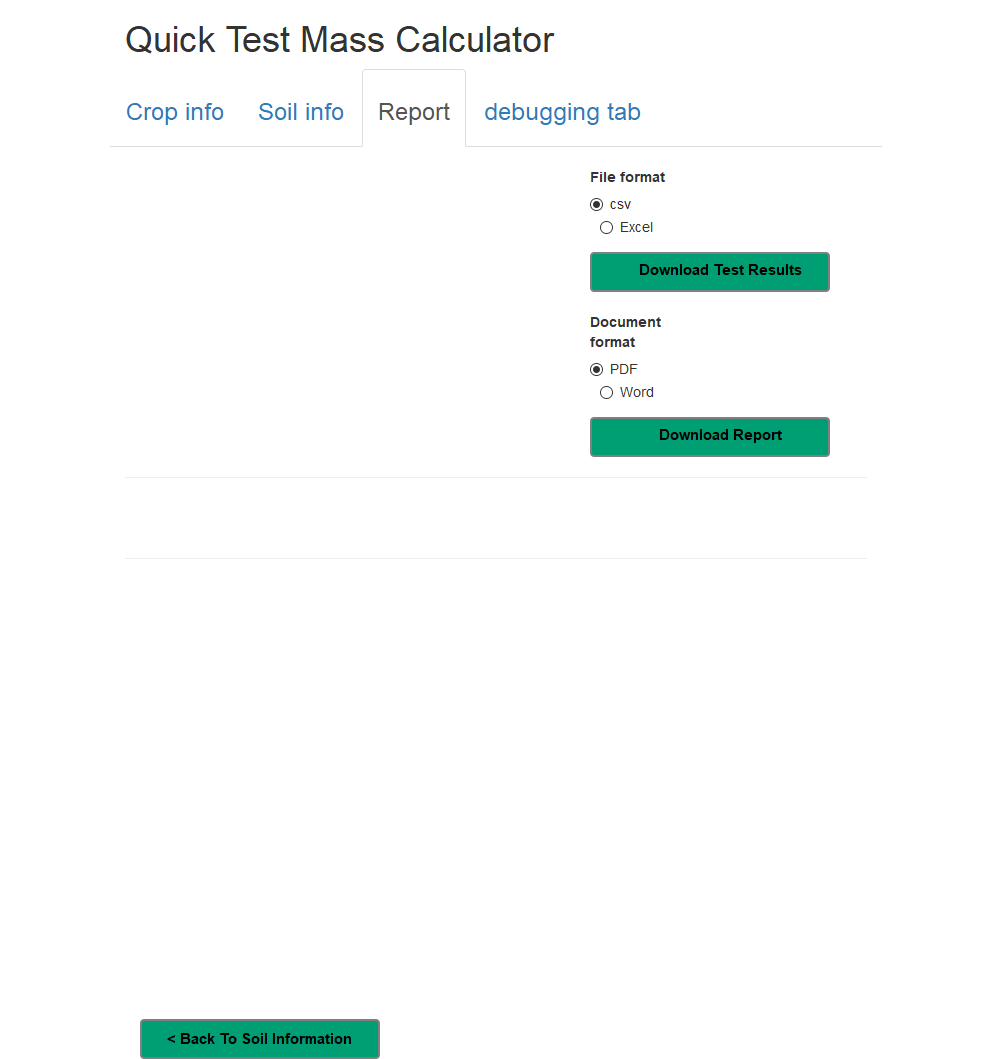 Quick Test Mass Calculator
Crop info Soil info Report debugging tab
File format
csv
Excel
Download Test Results
Document
format
PDF
Word
Download Report
< Back To Soil Information